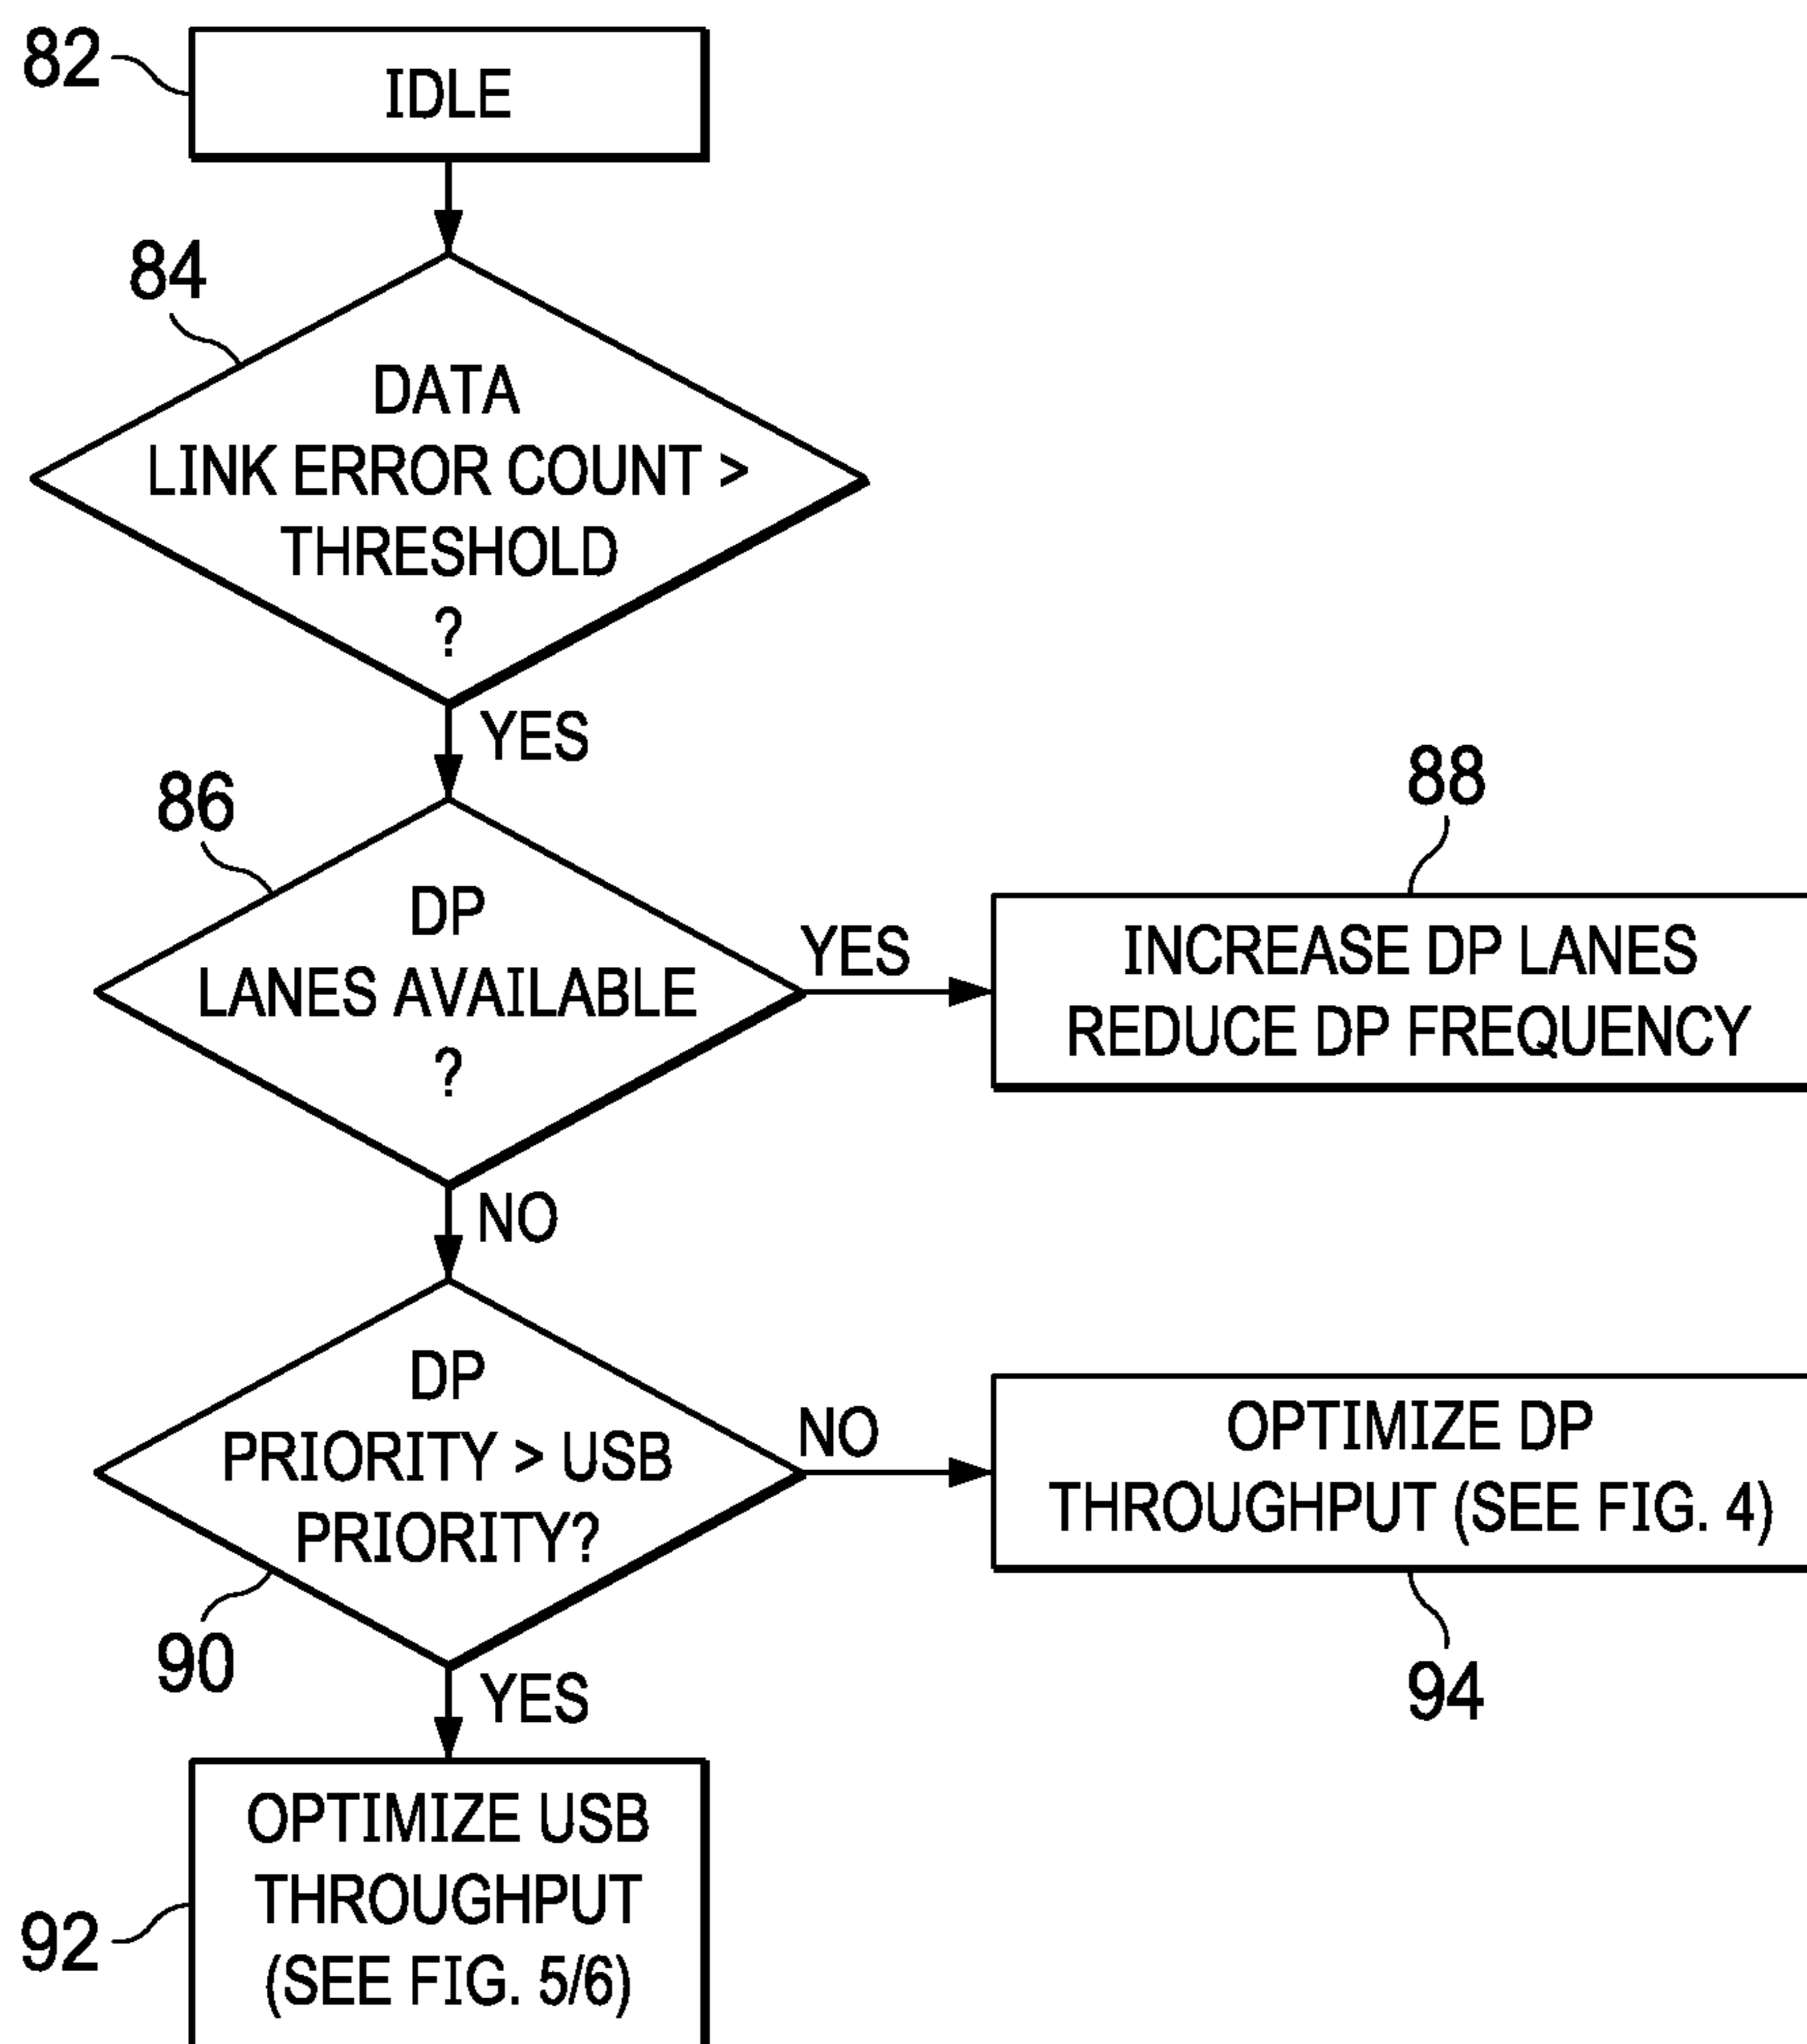 82
IDLE
84
DATA
LINK ERROR COUNT >
THRESHOLD
?
YES
86
DP
LANES AVAILABLE
?
YES
88
INCREASE DP LANES
REDUCE DP FREQUENCY
NO
DP
PRIORITY > USB
PRIORITY?
90
NO
OPTIMIZE DP
THROUGHPUT (SEE FIG. 4)
94
YES
OPTIMIZE USB
THROUGHPUT
(SEE FIG. 5/6)
92